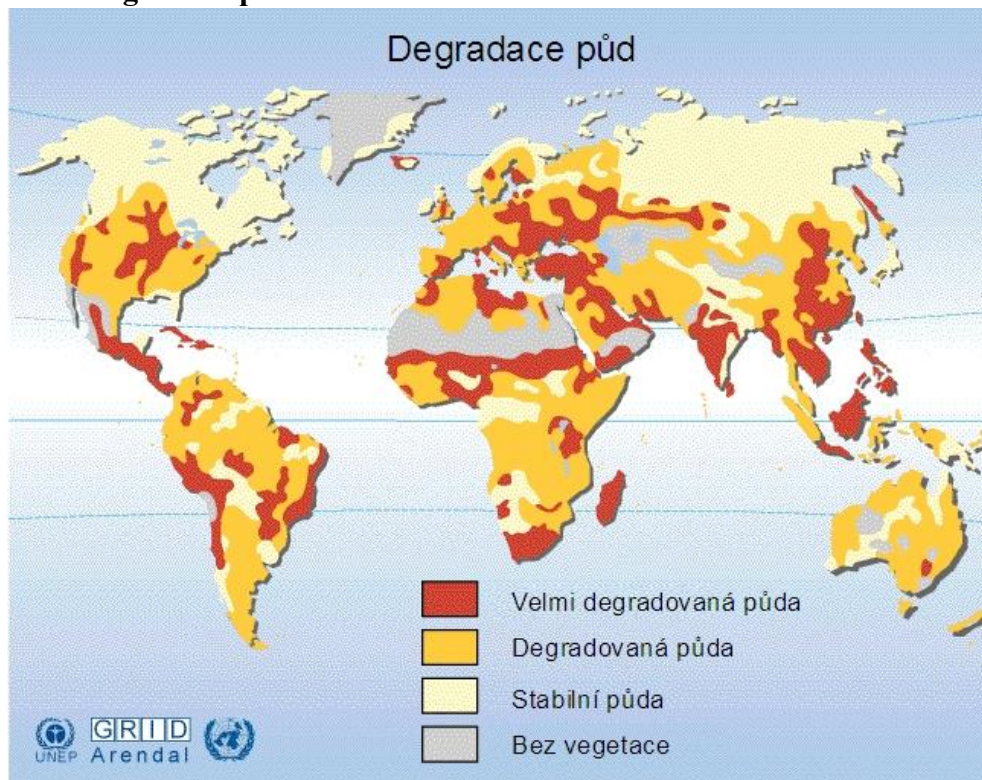 Degradace půd
Velmi degradovaná půda
Degradovaná půda
Stabilní půda
Bez vegetace
UNEP
GRID
Arendal